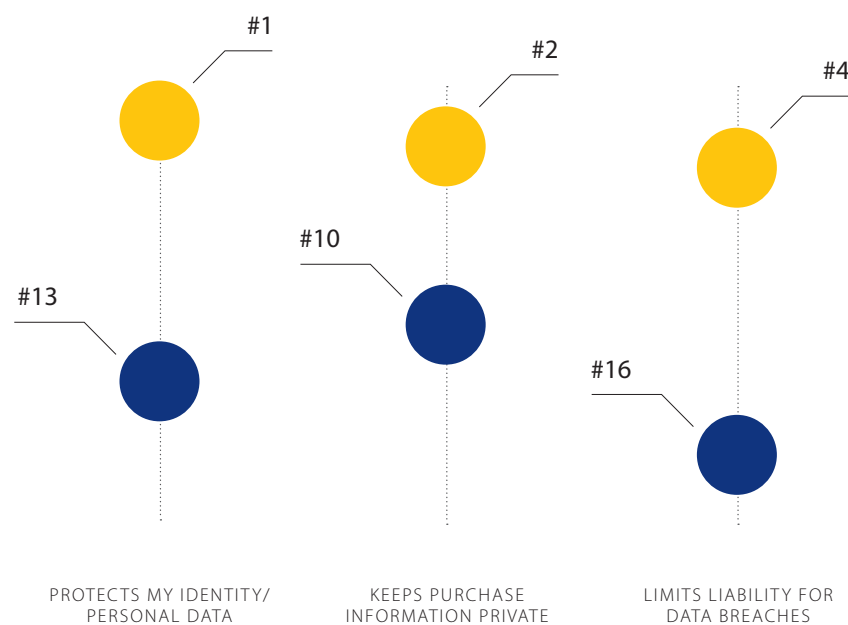 #1
#2
#4
#10
#13
#16
PROTECTS MY IDENTITY/
PERSONAL DATA
KEEPS PURCHASE
INFORMATION PRIVATE
LIMITS LIABILITY FOR
DATA BREACHES